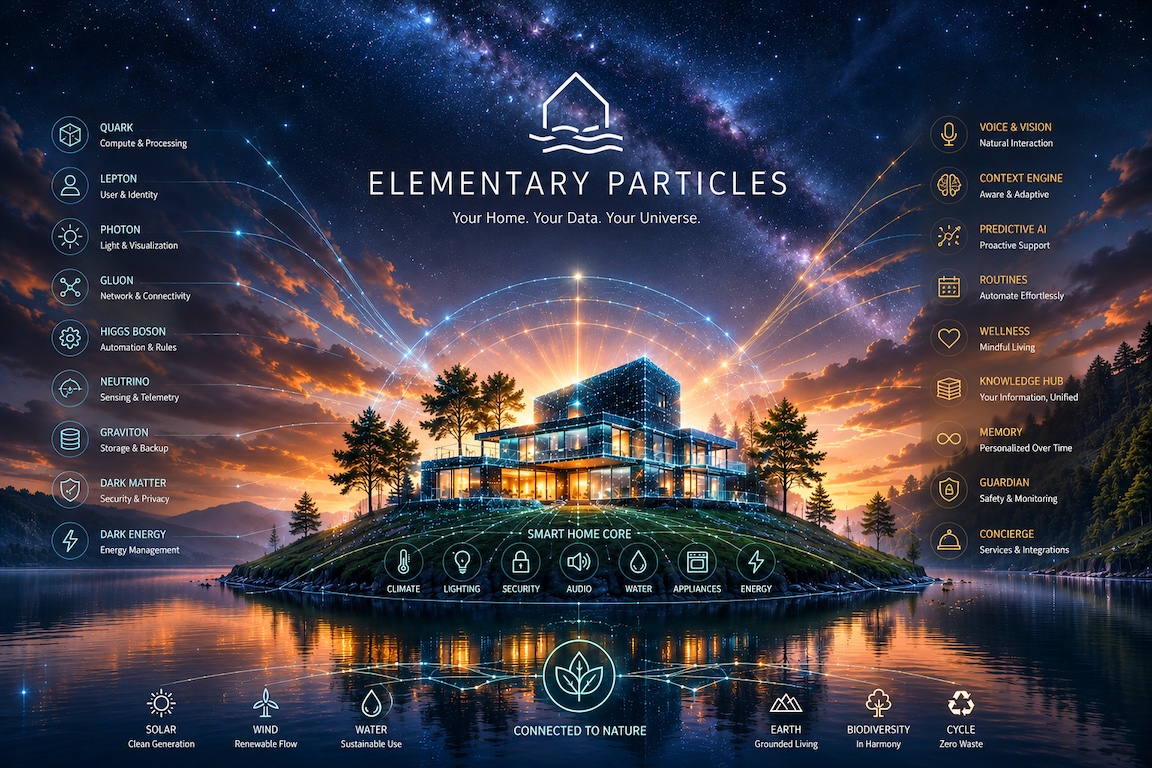 ELEMENTARY PARTICLES
Your Home. Your Data. Your Universe.
QUARK
Compute & Processing
LEPTON
User & Identity
PHOTON
Light & Visualization
GLUON
Network & Connectivity
HIGGS BOSON
Automation & Rules
NEUTRINO
Sensing & Telemetry
GRAVITON
Storage & Backup
DARK MATTER
Security & Privacy
DARK ENERGY
Energy Management
VOICE & VISION
Natural Interaction
CONTEXT ENGINE
Aware & Adaptive
PREDICTIVE AI
Proactive Support
ROUTINES
Automate Effortlessly
WELLNESS
Mindful Living
KNOWLEDGE HUB
Your Information, Unified
MEMORY
Personalized Over Time
GUARDIAN
Safety & Monitoring
CONCIERGE
Services & Integrations
SMART HOME CORE
CLIMATE
LIGHTING
SECURITY
AUDIO
WATER
APPLIANCES
ENERGY
SOLAR
Clean Generation
WIND
Renewable Flow
WATER
Sustainable Use
CONNECTED TO NATURE
EARTH
Grounded Living
BIODIVERSITY
In Harmony
CYCLE
Zero Waste